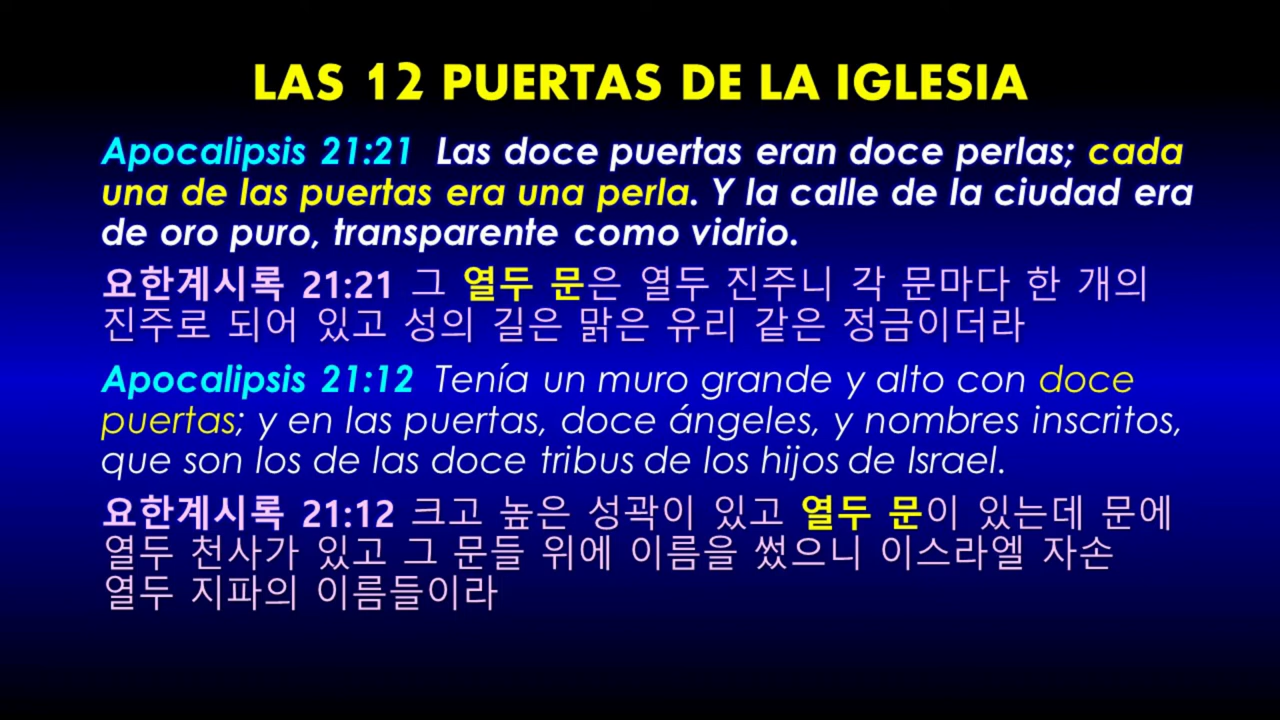 LAS 12 PUERTAS DE LA IGLESIA
Apocalipsis 21:21 Las doce puertas eran doce perlas; cada
una de las puertas era una perla. Y la calle de la ciudad era
de oro puro, transparente como vidrio.
요한계시록 21:21 그 열두 문은 열두 진주니 각 문마다 한 개의
진주로 되어 있고 성의 길은 맑은 유리 같은 정금이더라
Apocalipsis 21:12 Tenía un muro grande y alto con doce
puertas; y en las puertas, doce ángeles, y nombres inscritos,
que son los de las doce tribus de los hijos de Israel.
요한계시록 21:12 크고 높은 성곽이 있고 열두 문이 있는데 문에
열두 천사가 있고 그 문들 위에 이름을 썼으니 이스라엘 자손
열두 지파의 이름들이라